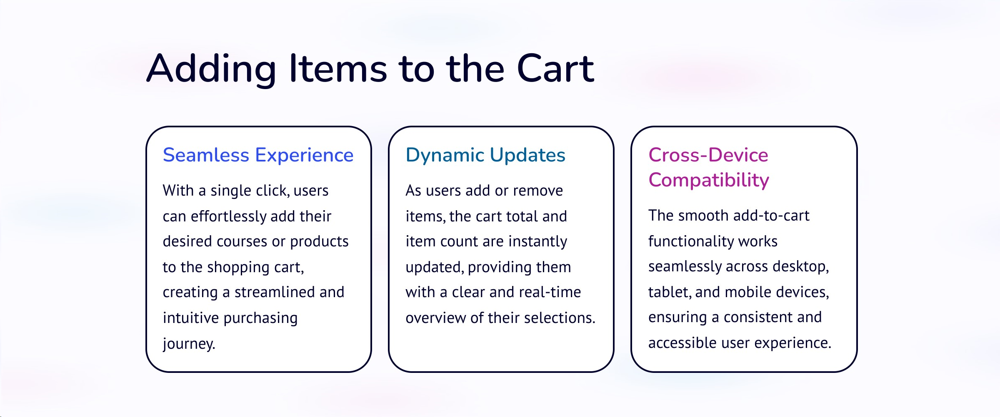 Adding Items to the Cart
Seamless Experience
With a single click, users
can effortlessly add their
desired courses or products
to the shopping cart,
creating a streamlined and
intuitive purchasing
journey.
Dynamic Updates
As users add or remove
items, the cart total and
item count are instantly
updated, providing them
with a clear and real-time
overview of their selections.
Cross-Device
Compatibility
The smooth add-to-cart
functionality works
seamlessly across desktop,
tablet, and mobile devices,
ensuring a consistent and
accessible user experience.